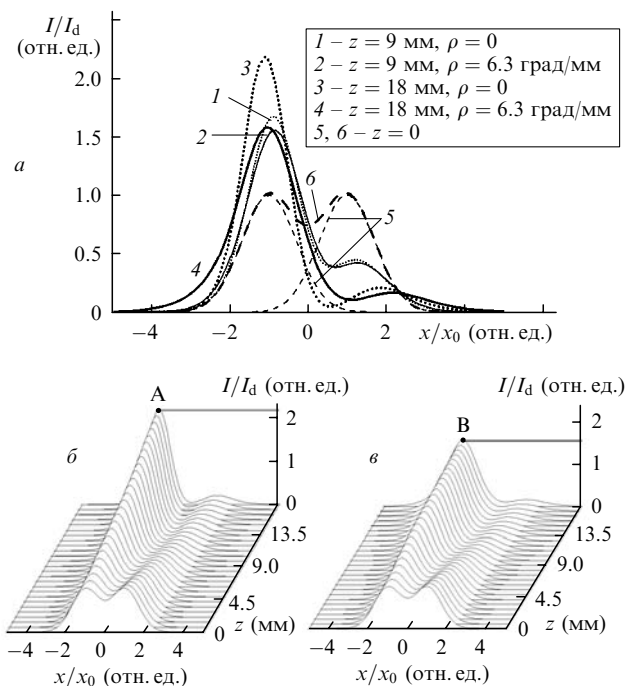 I/I_d
(отн. ед.)
1 – z = 9 мм, ρ = 0
2 – z = 9 мм, ρ = 6.3 град/мм
3 – z = 18 мм, ρ = 0
4 – z = 18 мм, ρ = 6.3 град/мм
5, 6 – z = 0
2.0
3
1
1.5
2
а
6
1.0
5
0.5
4
0
−4
−2
0
2
x/x₀ (отн. ед.)
I/I_d (отн. ед.)
A
2
б
1
0
13.5
9.0
4.5
0
z (мм)
−4
−2
0
2
4
x/x₀ (отн. ед.)
I/I_d (отн. ед.)
B
2
в
1
0
13.5
9.0
4.5
0
z (мм)
−4
−2
0
2
4
x/x₀ (отн. ед.)